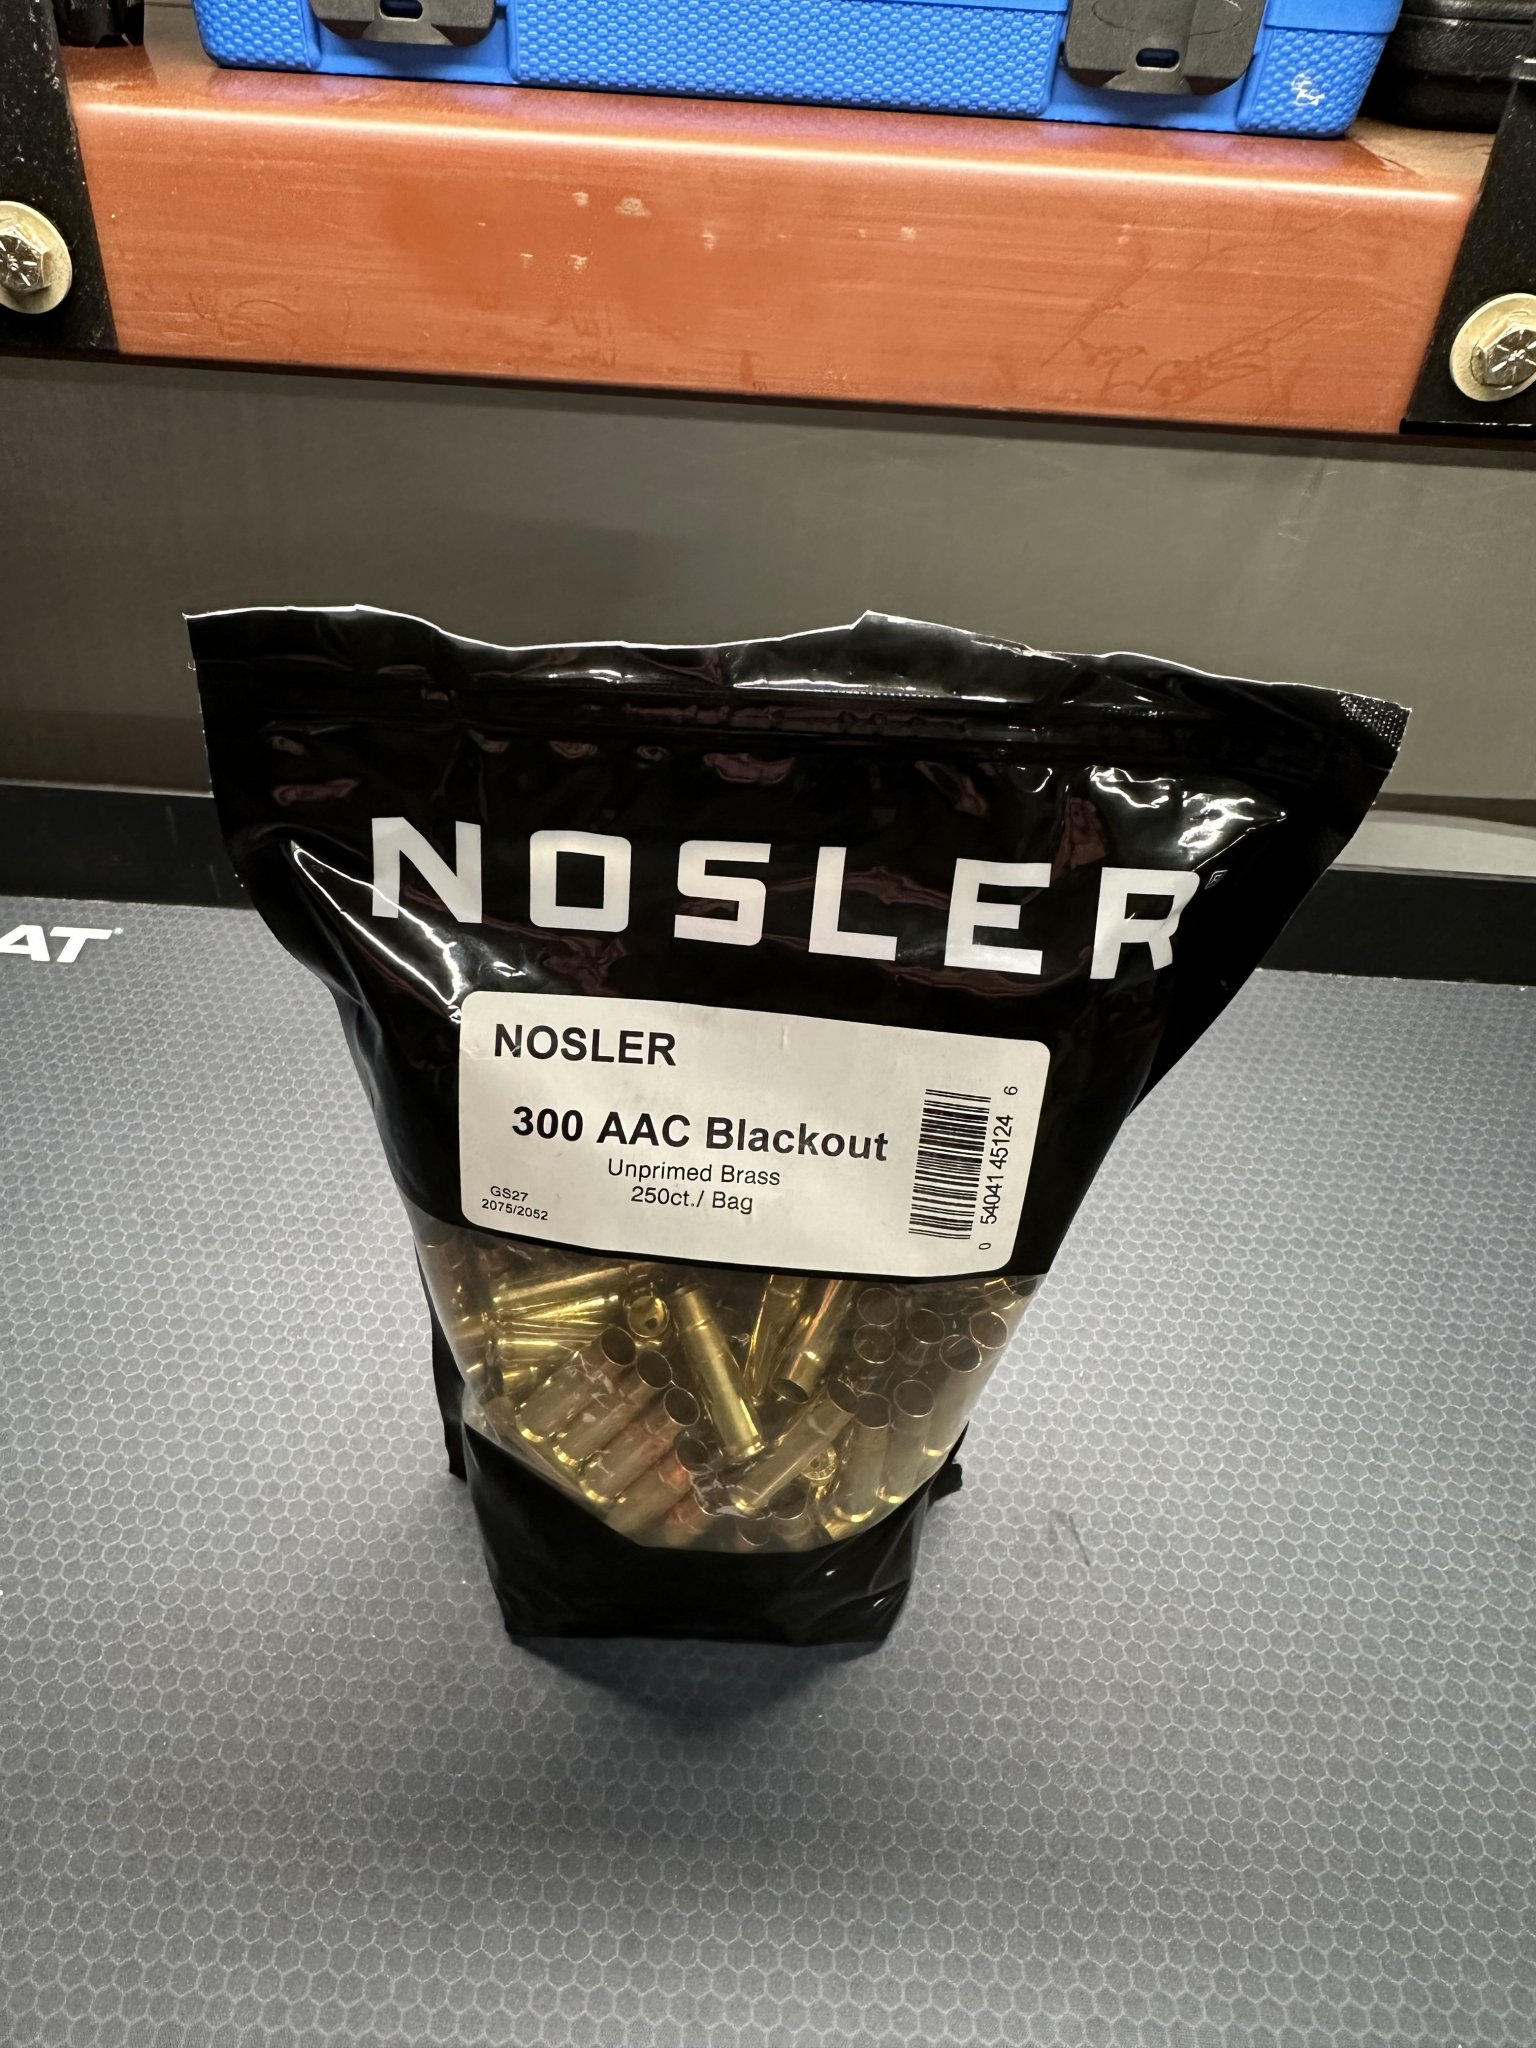 NOSLER
NOSLER
300 AAC Blackout
Unprimed Brass
250ct./ Bag
GS27
2075/2052
0 54041 45124 6
AT